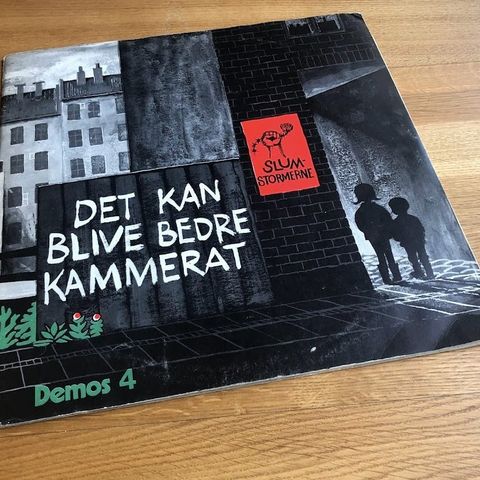 SLUM-
STORMERNE
DET KAN
BLIVE BEDRE
KAMMERAT
Demos 4